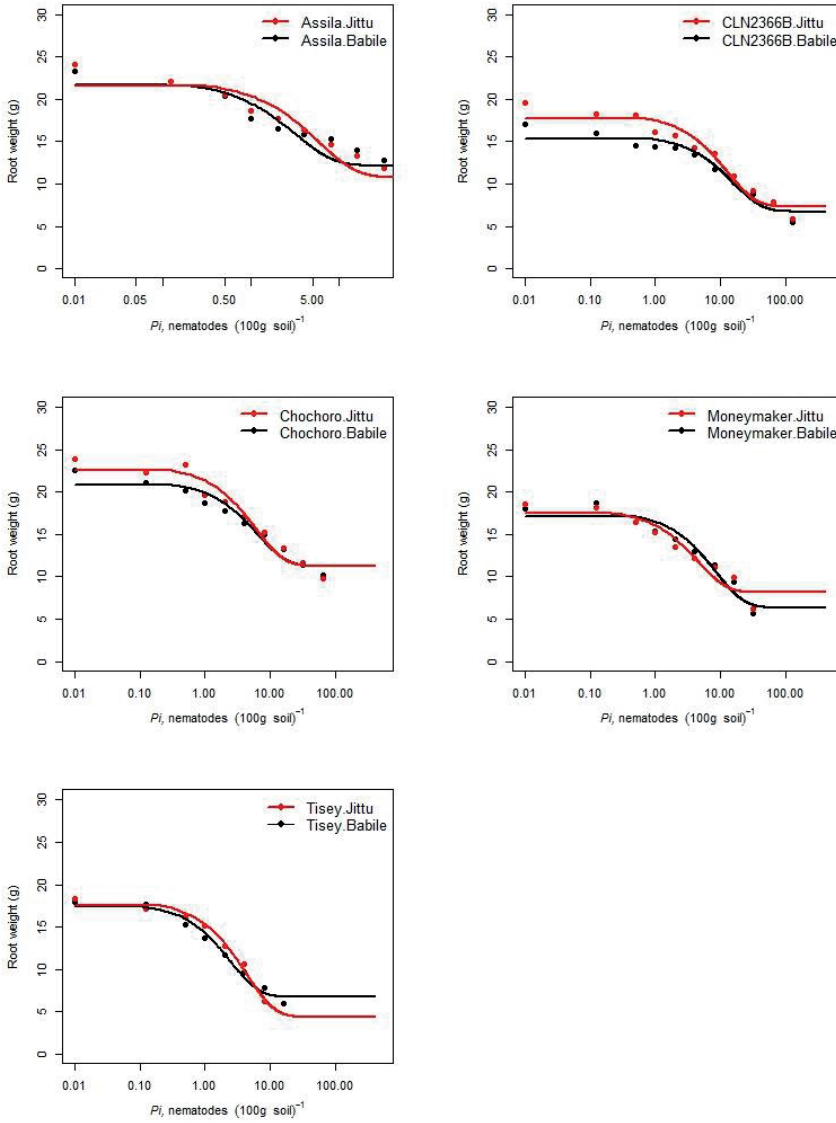 Assila.Jittu
Assila.Babile
Root weight (g)
30
25
20
15
10
5
0
0.01 0.05 0.50 5.00
Pi, nematodes (100g soil)⁻¹
CLN2366B.Jittu
CLN2366B.Babile
Root weight (g)
30
25
20
15
10
5
0
0.01 0.10 1.00 10.00 100.00
Pi, nematodes (100g soil)⁻¹
Chochoro.Jittu
Chochoro.Babile
Root weight (g)
30
25
20
15
10
5
0
0.01 0.10 1.00 10.00 100.00
Pi, nematodes (100g soil)⁻¹
Moneymaker.Jittu
Moneymaker.Babile
Root weight (g)
30
25
20
15
10
5
0
0.01 0.10 1.00 10.00 100.00
Pi, nematodes (100g soil)⁻¹
Tisey.Jittu
Tisey.Babile
Root weight (g)
30
25
20
15
10
5
0
0.01 0.10 1.00 10.00 100.00
Pi, nematodes (100g soil)⁻¹